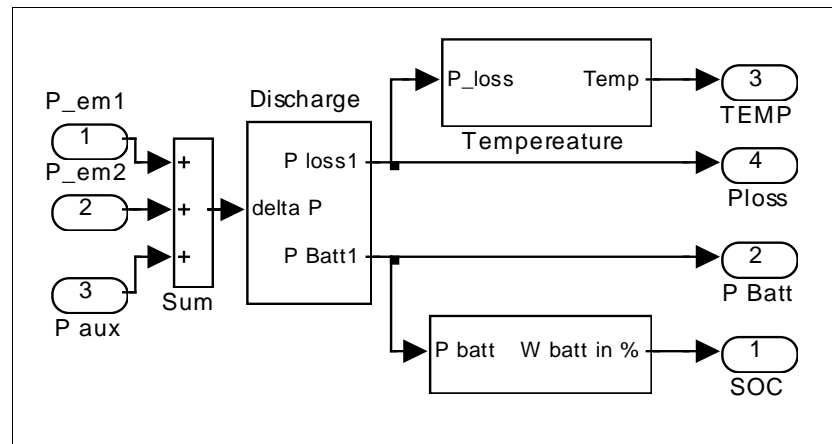 P_em1
1
P_em2
2
3
P aux
+
+
+
Sum
Discharge
P loss1
delta P
P Batt1
P_loss Temp
Tempereature
P batt W batt in %
3
TEMP
4
Ploss
2
P Batt
1
SOC